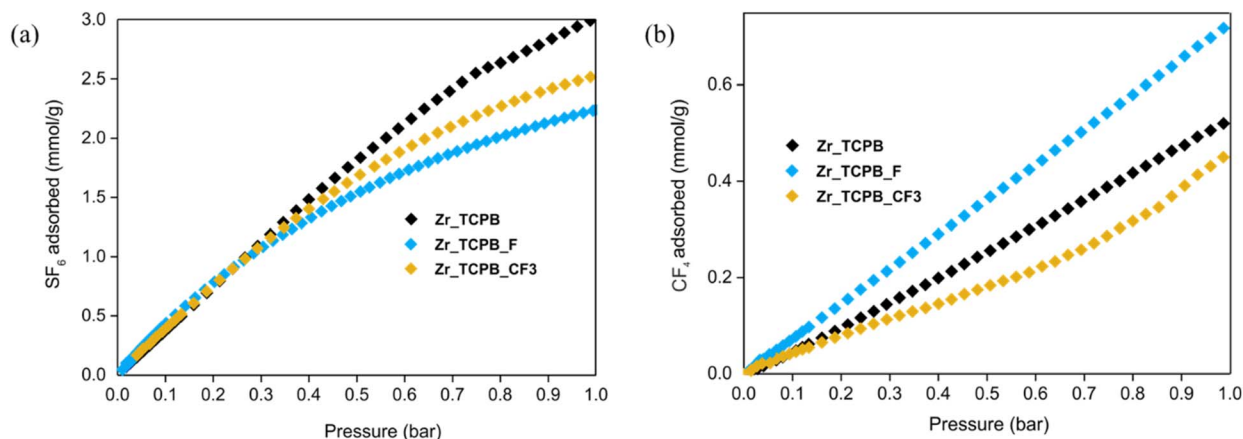 (a)
SF6 adsorbed (mmol/g)
3.0
2.5
2.0
1.5
1.0
0.5
0.0
Zr_TCPB
Zr_TCPB_F
Zr_TCPB_CF3
0.0 0.1 0.2 0.3 0.4 0.5 0.6 0.7 0.8 0.9 1.0
Pressure (bar)
(b)
CF4 adsorbed (mmol/g)
0.6
0.4
0.2
0.0
Zr_TCPB
Zr_TCPB_F
Zr_TCPB_CF3
0.0 0.1 0.2 0.3 0.4 0.5 0.6 0.7 0.8 0.9 1.0
Pressure (bar)